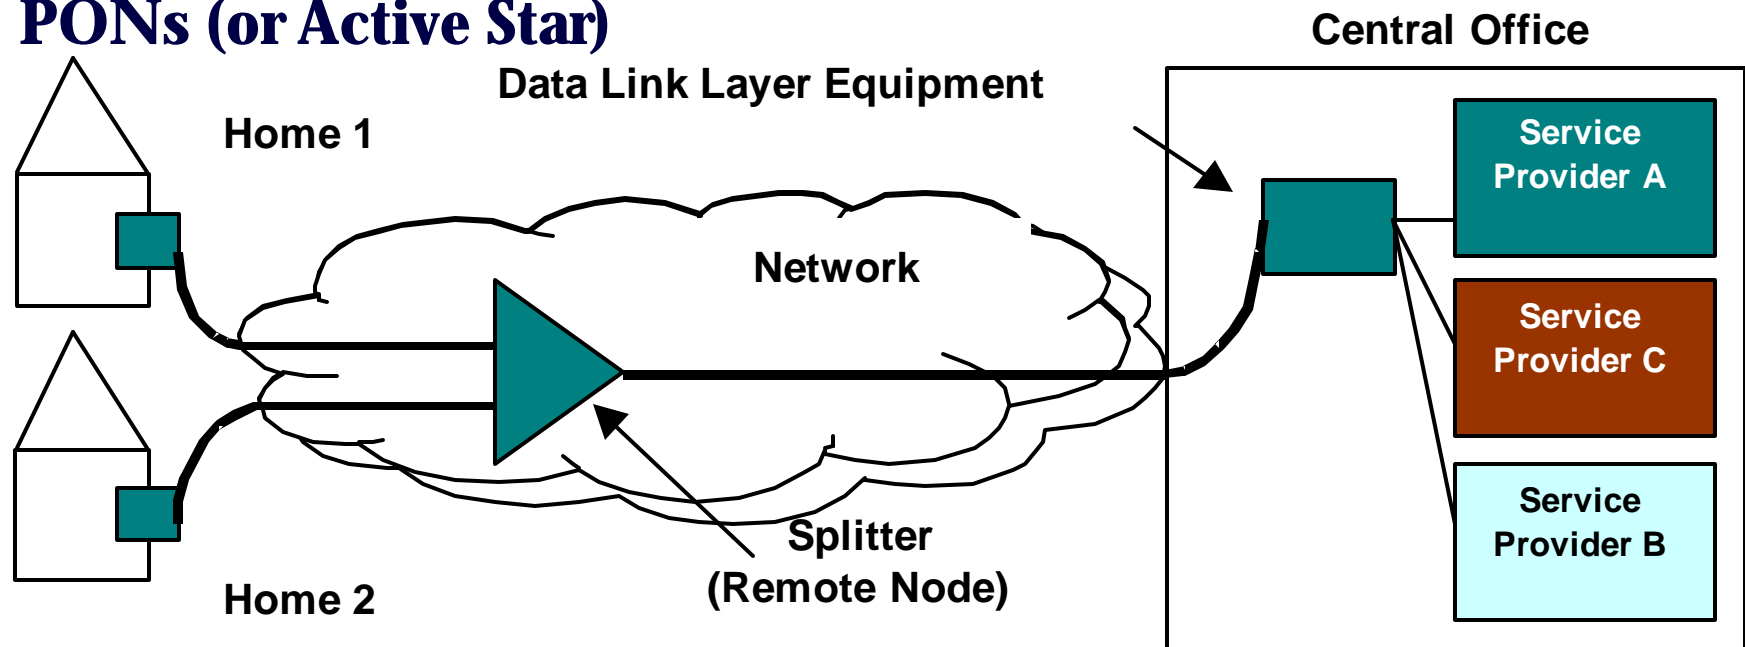 PONs (or Active Star)
Central Office
Data Link Layer Equipment
Home 1
Service
Provider A
Network
Service
Provider C
Service
Provider B
Splitter
(Remote Node)
Home 2